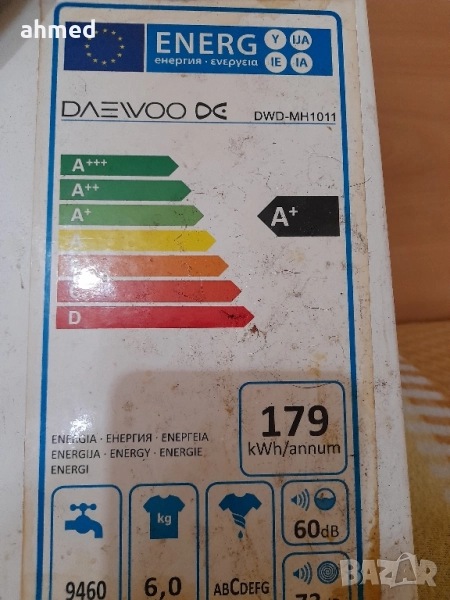 ahmed
ENERG Y IJA
енергия · ενεργεια IE IA
DAEWOO DWD-MH1011
A+++
A++
A+
A
D
A+
179
kWh/annum
ENERGIA · ЕНЕРГИЯ · ΕΝΕΡΓΕΙΑ
ENERGIJA · ENERGY · ENERGIE
ENERGI
kg
60dB
9460 6,0 ABCDEFG
BAZAR